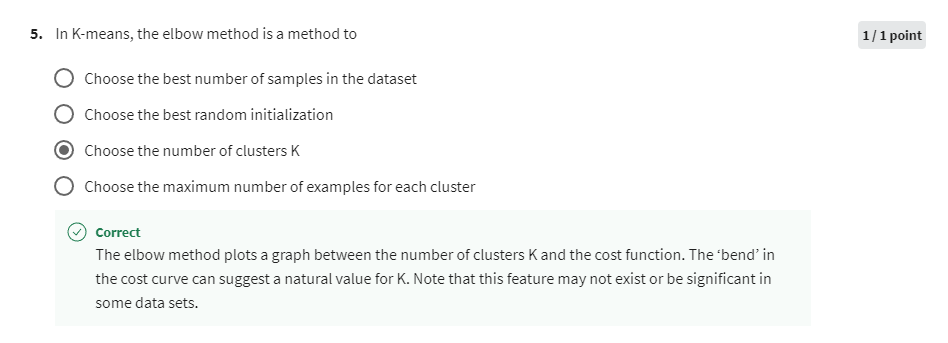 5. In K-means, the elbow method is a method to
1 / 1 point
Choose the best number of samples in the dataset
Choose the best random initialization
Choose the number of clusters K
Choose the maximum number of examples for each cluster
Correct
The elbow method plots a graph between the number of clusters K and the cost function. The ‘bend’ in
the cost curve can suggest a natural value for K. Note that this feature may not exist or be significant in
some data sets.